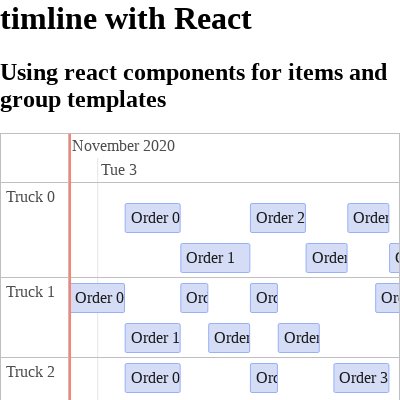 timline with React
Using react components for items and
group templates
November 2020
Tue 3
Truck 0
Order 0
Order 2
Order
Order 1
Order
Truck 1
Order 0
Orc
Orc
Or
Order 1
Order
Order
Truck 2
Order 0
Orc
Order 3